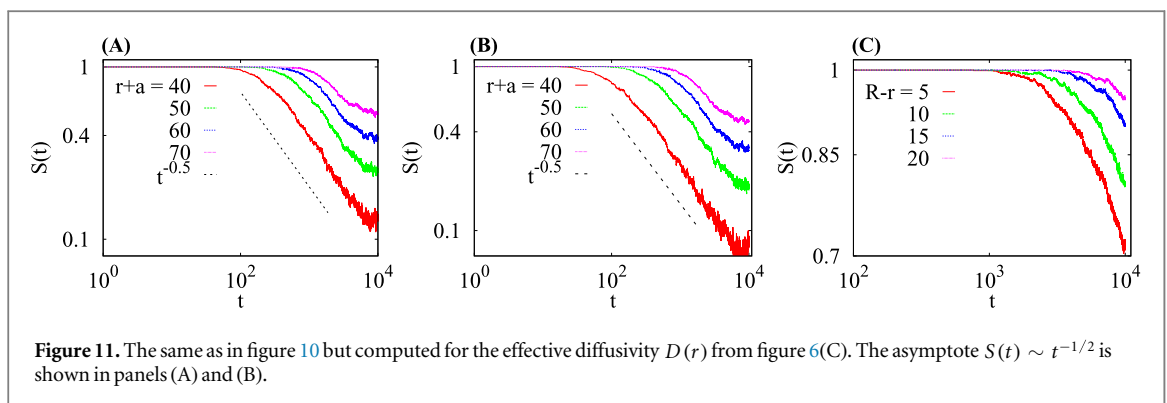 (A)
1
0.4
0.1
S(t)
r+a = 40
50
60
70
t^-0.5
10^0
10^2
10^4
t
(B)
1
0.4
0.1
S(t)
r+a = 40
50
60
70
t^-0.5
10^0
10^2
10^4
t
(C)
1
0.85
0.7
S(t)
R-r = 5
10
15
20
10^2
10^3
10^4
t
Figure 11. The same as in figure 10 but computed for the effective diffusivity D(r) from figure 6(C). The asymptote S(t) ~ t^{-1/2} is
shown in panels (A) and (B).